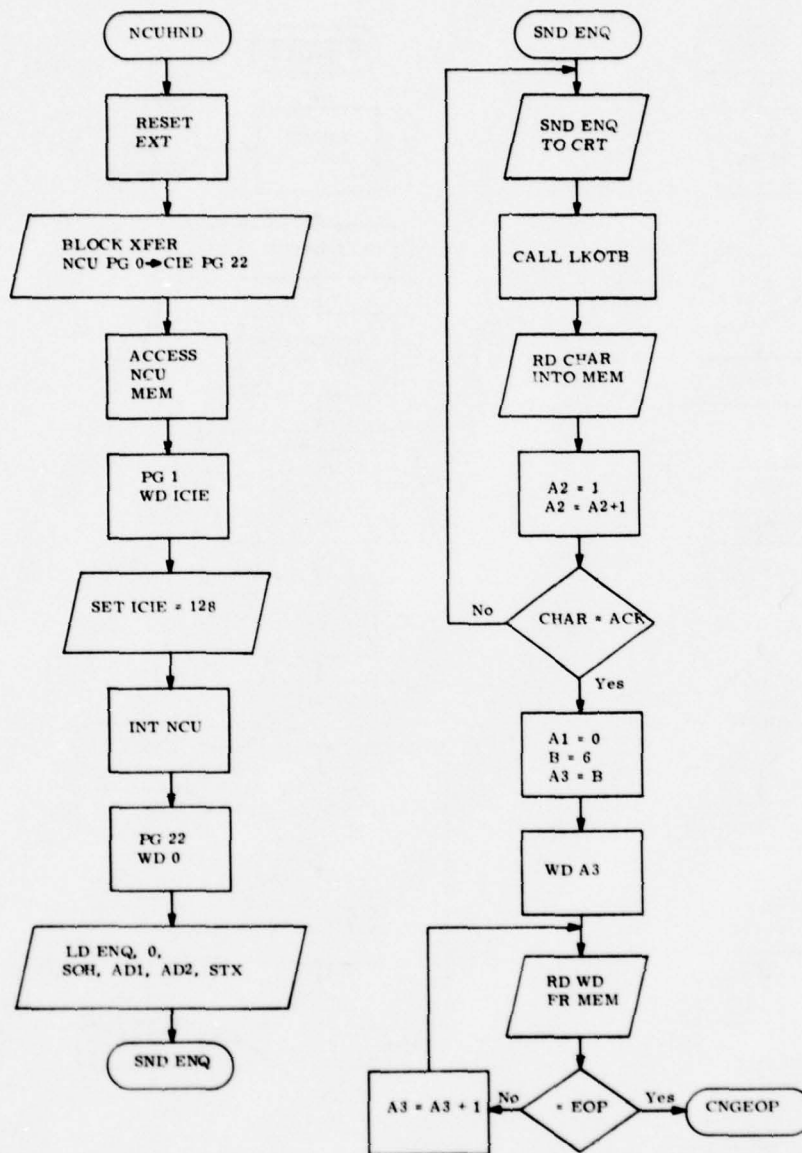 NCUHND
RESET
EXT
BLOCK XFER
NCU PG 0→CIE PG 22
ACCESS
NCU
MEM
PG 1
WD ICIE
SET ICIE = 128
INT NCU
PG 22
WD 0
LD ENQ, 0,
SOH, AD1, AD2, STX
SND ENQ
SND ENQ
SND ENQ
TO CRT
CALL LKOTB
RD CHAR
INTO MEM
A2 = 1
A2 = A2+1
No
CHAR = ACK
Yes
A1 = 0
B = 6
A3 = B
WD A3
RD WD
FR MEM
A3 = A3 + 1
No
= EOP
Yes
CNGEOP